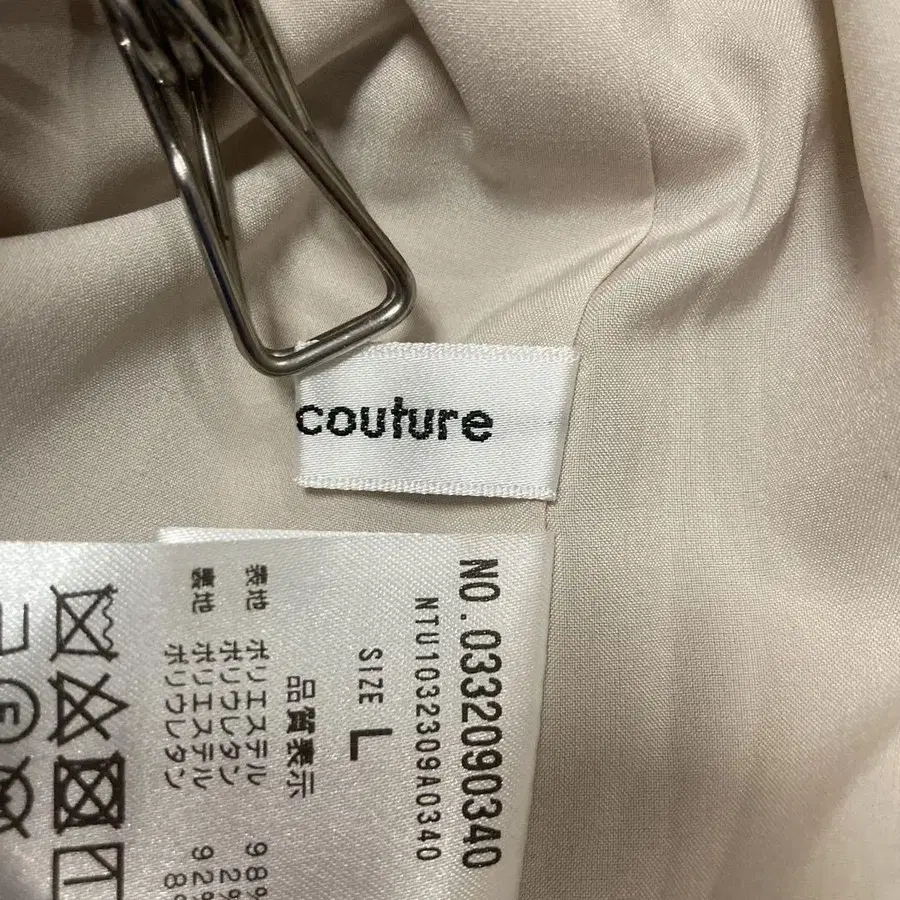 couture
NO.0332090340
NTU1032309A0340
SIZE L
品質表示
表地 ポリエステル 98%
ポリウレタン 2%
裏地 ポリエステル 92%
ポリウレタン 8